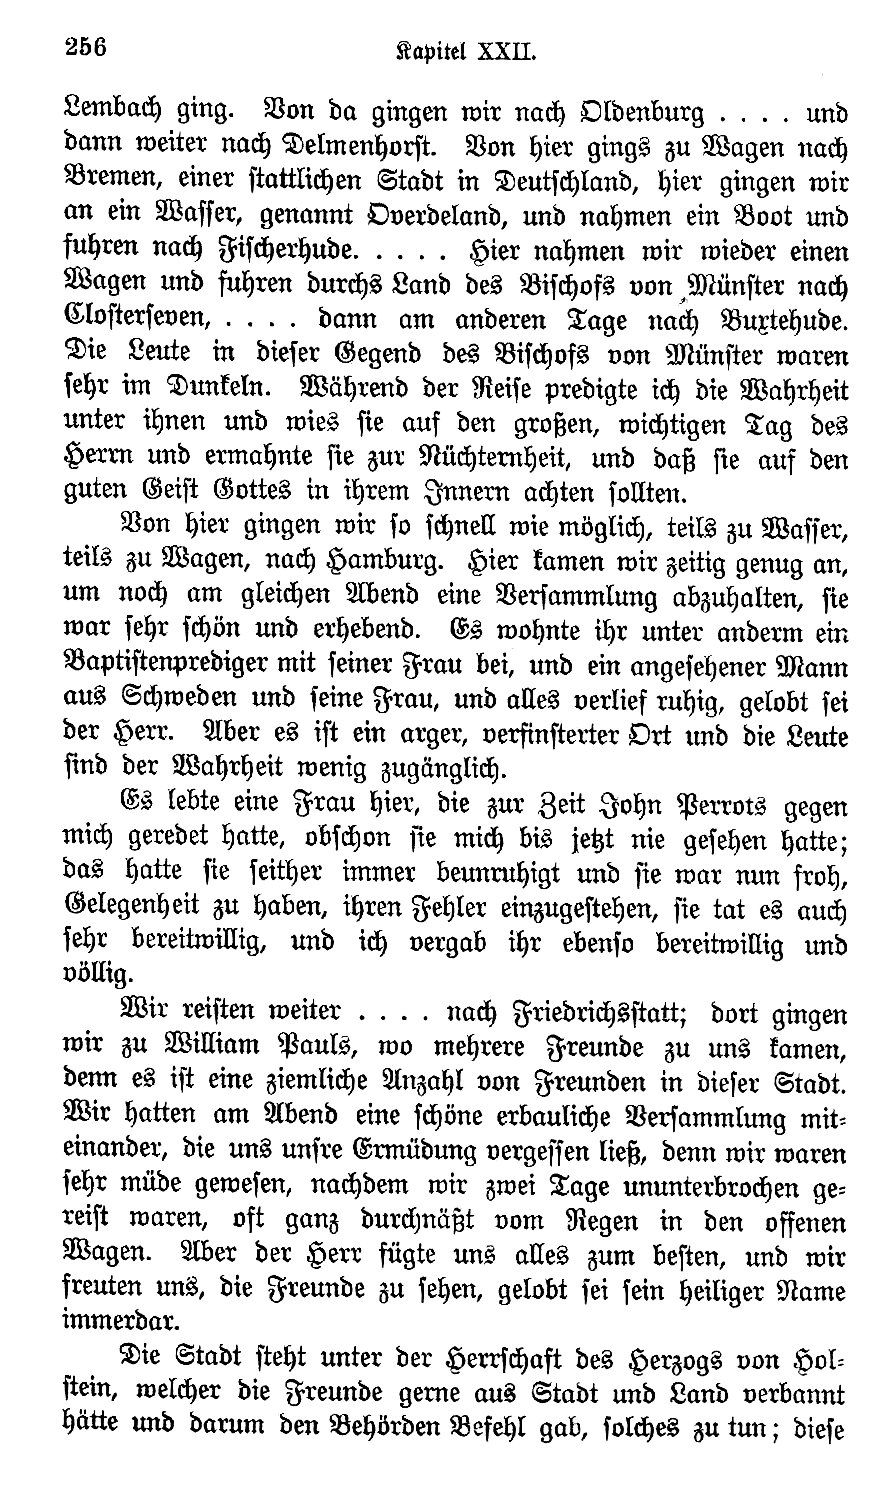 256 Kapitel XXII.
Lembach ging. Von da gingen wir nach Oldenburg . . . . und
dann weiter nach Delmenhorst. Von hier gings zu Wagen nach
Bremen, einer stattlichen Stadt in Deutschland, hier gingen wir
an ein Wasser, genannt Overdeland, und nahmen ein Boot und
fuhren nach Fischerhude. . . . . . Hier nahmen wir wieder einen
Wagen und fuhren durchs Land des Bischofs von Münster nach
Closterseven, . . . . dann am anderen Tage nach Buxtehude.
Die Leute in dieser Gegend des Bischofs von Münster waren
sehr im Dunkeln. Während der Reise predigte ich die Wahrheit
unter ihnen und wies sie auf den großen, wichtigen Tag des
Herrn und ermahnte sie zur Nüchternheit, und daß sie auf den
guten Geist Gottes in ihrem Innern achten sollten.
Von hier gingen wir so schnell wie möglich, teils zu Wasser,
teils zu Wagen, nach Hamburg. Hier kamen wir zeitig genug an,
um noch am gleichen Abend eine Versammlung abzuhalten, sie
war sehr schön und erhebend. Es wohnte ihr unter anderm ein
Baptistenprediger mit seiner Frau bei, und ein angesehener Mann
aus Schweden und seine Frau, und alles verlief ruhig, gelobt sei
der Herr. Aber es ist ein arger, verfinsterter Ort und die Leute
sind der Wahrheit wenig zugänglich.
Es lebte eine Frau hier, die zur Zeit John Perrots gegen
mich geredet hatte, obschon sie mich bis jetzt nie gesehen hatte;
das hatte sie seither immer beunruhigt und sie war nun froh,
Gelegenheit zu haben, ihren Fehler einzugestehen, sie tat es auch
sehr bereitwillig, und ich vergab ihr ebenso bereitwillig und
völlig.
Wir reisten weiter . . . . nach Friedrichsstatt; dort gingen
wir zu William Pauls, wo mehrere Freunde zu uns kamen,
denn es ist eine ziemliche Anzahl von Freunden in dieser Stadt.
Wir hatten am Abend eine schöne erbauliche Versammlung mit-
einander, die uns unsre Ermüdung vergessen ließ, denn wir waren
sehr müde gewesen, nachdem wir zwei Tage ununterbrochen ge-
reist waren, oft ganz durchnäßt vom Regen in den offenen
Wagen. Aber der Herr fügte uns alles zum besten, und wir
freuten uns, die Freunde zu sehen, gelobt sei sein heiliger Name
immerdar.
Die Stadt steht unter der Herrschaft des Herzogs von Hol-
stein, welcher die Freunde gerne aus Stadt und Land verbannt
hätte und darum den Behörden Befehl gab, solches zu tun; diese